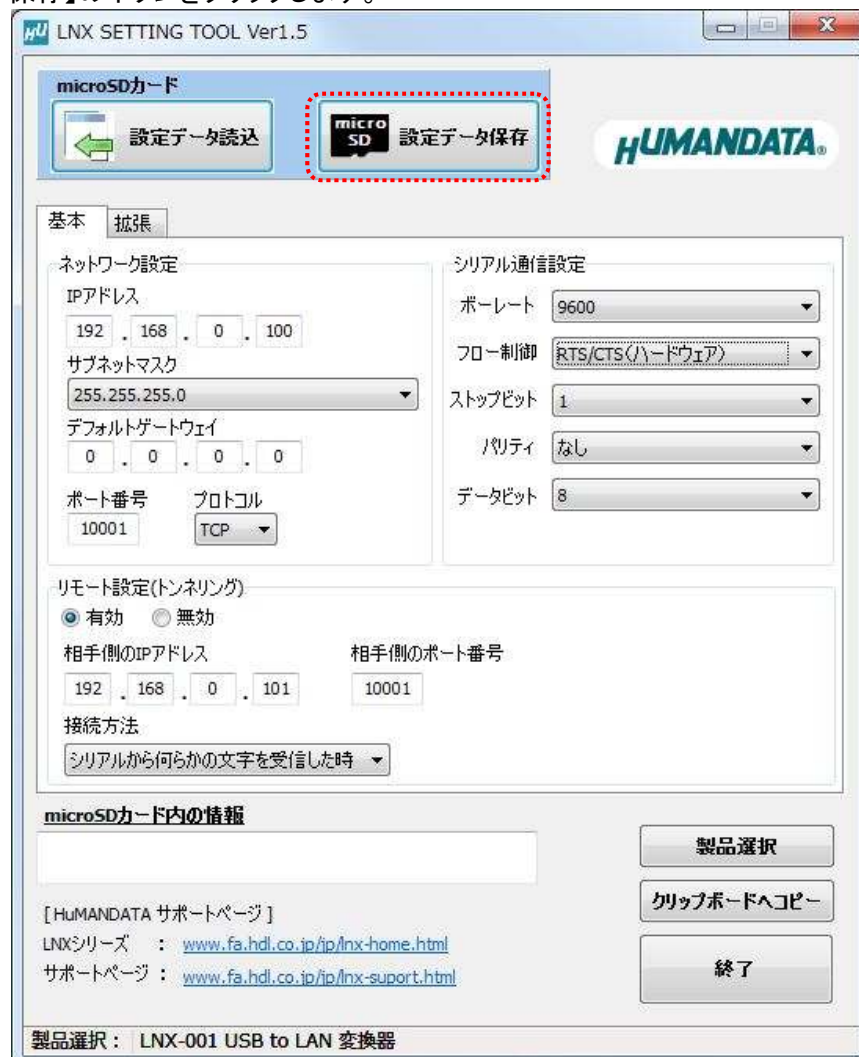 LNX SETTING TOOL Ver1.5
microSDカード
設定データ読込
micro
SD
設定データ保存
HUMANDATA®
基本 拡張
ネットワーク設定
IPアドレス
192 . 168 . 0 . 100
サブネットマスク
255.255.255.0
デフォルトゲートウェイ
0 . 0 . 0 . 0
ポート番号 プロトコル
10001 TCP
シリアル通信設定
ボーレート 9600
フロー制御 RTS/CTS(ハードウェア)
ストップビット 1
パリティ なし
データビット 8
リモート設定(トンネリング)
有効 無効
相手側のIPアドレス 相手側のポート番号
192 . 168 . 0 . 101 10001
接続方法
シリアルから何らかの文字を受信した時
microSDカード内の情報
製品選択
クリップボードへコピー
終了
[HuMANDATA サポートページ]
LNXシリーズ : www.fa.hdl.co.jp/jp/lnx-home.html
サポートページ : www.fa.hdl.co.jp/jp/lnx-suport.html
製品選択: LNX-001 USB to LAN 変換器